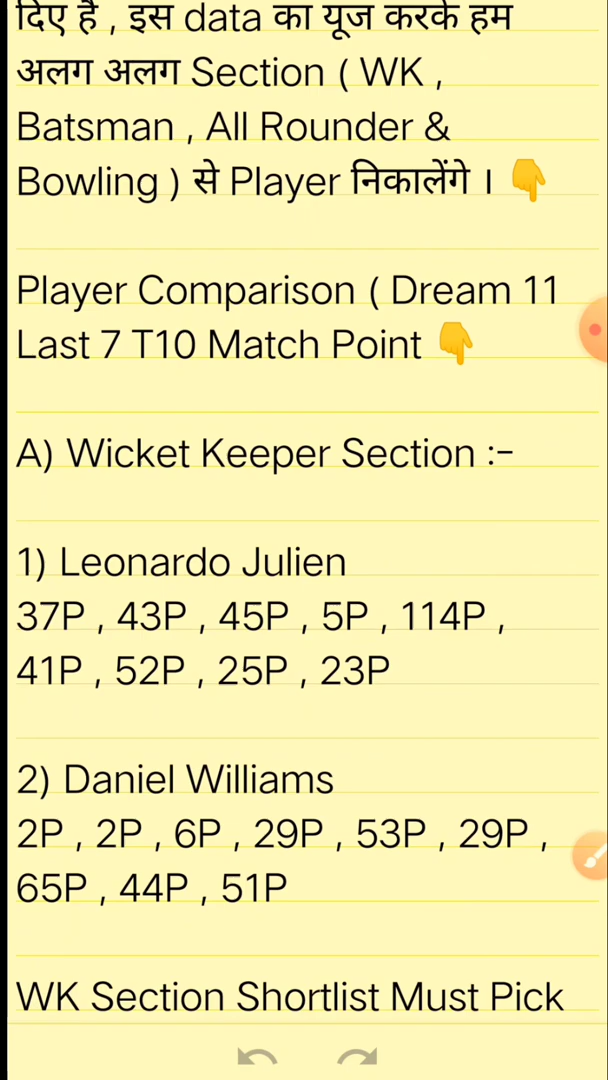 दिए है , इस data का यूज करके हम
अलग अलग Section ( WK ,
Batsman , All Rounder &
Bowling ) से Player निकालेंगे । 👇
Player Comparison ( Dream 11
Last 7 T10 Match Point 👇
A) Wicket Keeper Section :-
1) Leonardo Julien
37P , 43P , 45P , 5P , 114P ,
41P , 52P , 25P , 23P
2) Daniel Williams
2P , 2P , 6P , 29P , 53P , 29P ,
65P , 44P , 51P
WK Section Shortlist Must Pick